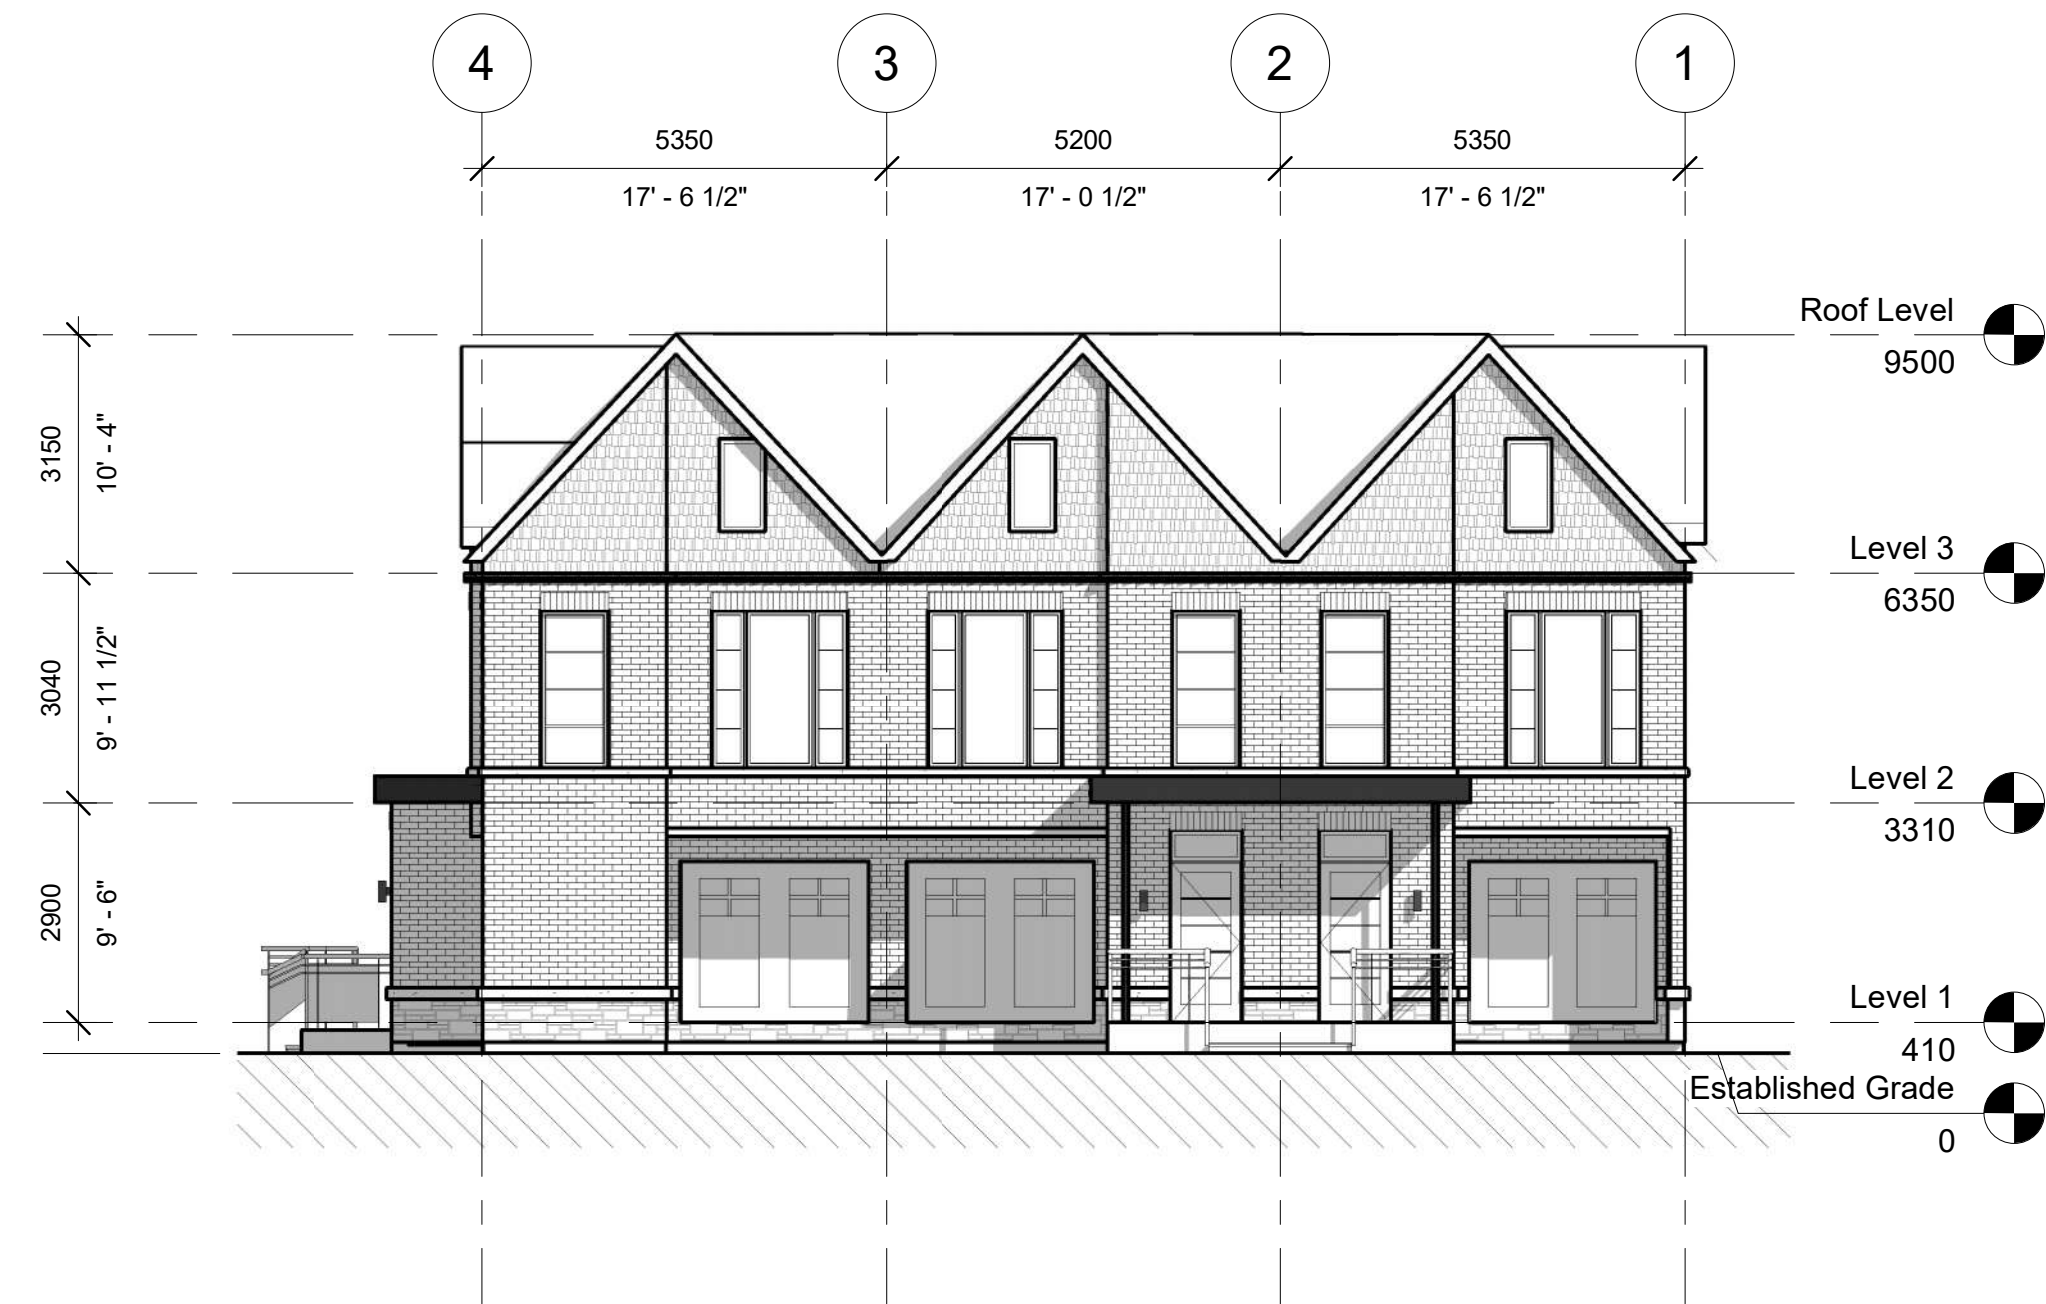 4
3
2
1
5350
5200
5350
17' - 6 1/2"
17' - 0 1/2"
17' - 6 1/2"
Roof Level
9500
3150
10' - 4"
Level 3
6350
3040
9' - 11 1/2"
Level 2
3310
2900
9' - 6"
Level 1
410
Established Grade
0